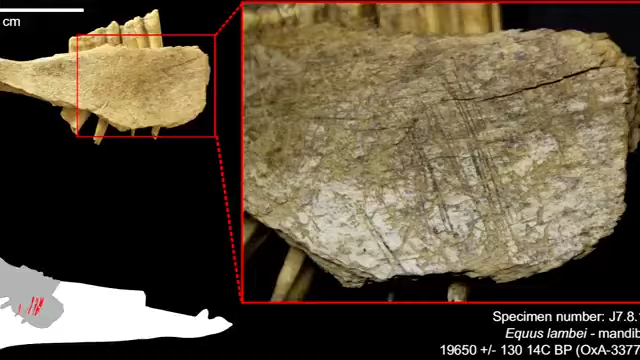 cm
Specimen number: J7.8.
Equus lambei - mandib
19650 +/- 130 14C BP (OxA-3377